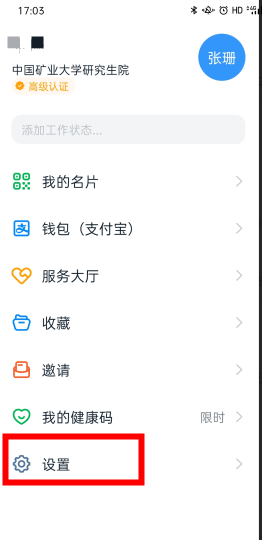 17:03
HD
中国矿业大学研究生院
高级认证
张珊
添加工作状态...
我的名片
钱包（支付宝）
服务大厅
收藏
邀请
我的健康码 限时
设置